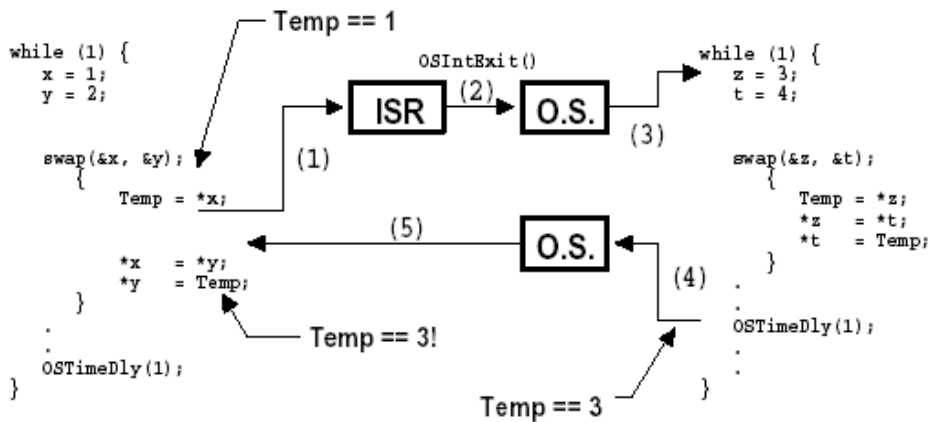 Temp == 1
while (1) {
x = 1;
y = 2;
swap(&x, &y);
{
Temp = *x;
*x = *y;
*y = Temp;
}
.
.
OSTimeDly(1);
}
Temp == 3!
(1)
ISR
OSIntExit()
(2)
O.S.
(3)
(5)
O.S.
(4)
while (1) {
z = 3;
t = 4;
swap(&z, &t);
{
Temp = *z;
*z = *t;
*t = Temp;
}
.
.
OSTimeDly(1);
.
.
}
Temp == 3